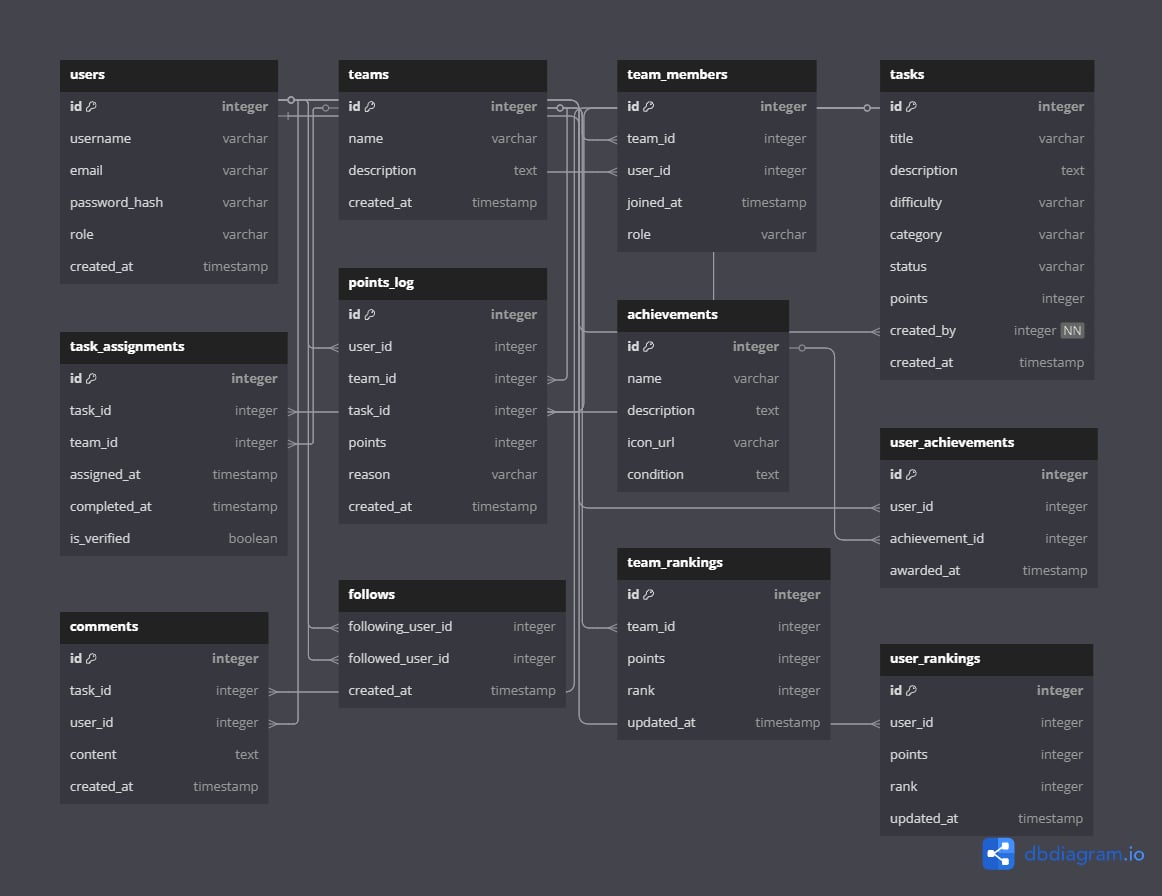 users
id integer
username varchar
email varchar
password_hash varchar
role varchar
created_at timestamp
teams
id integer
name varchar
description text
created_at timestamp
team_members
id integer
team_id integer
user_id integer
joined_at timestamp
role varchar
tasks
id integer
title varchar
description text
difficulty varchar
category varchar
status varchar
points integer
created_by integer NN
created_at timestamp
points_log
id integer
user_id integer
team_id integer
task_id integer
points integer
reason varchar
created_at timestamp
achievements
id integer
name varchar
description text
icon_url varchar
condition text
task_assignments
id integer
task_id integer
team_id integer
assigned_at timestamp
completed_at timestamp
is_verified boolean
user_achievements
id integer
user_id integer
achievement_id integer
awarded_at timestamp
team_rankings
id integer
team_id integer
points integer
rank integer
updated_at timestamp
follows
following_user_id integer
followed_user_id integer
created_at timestamp
comments
id integer
task_id integer
user_id integer
content text
created_at timestamp
user_rankings
id integer
user_id integer
points integer
rank integer
updated_at timestamp
dbdiagram.io